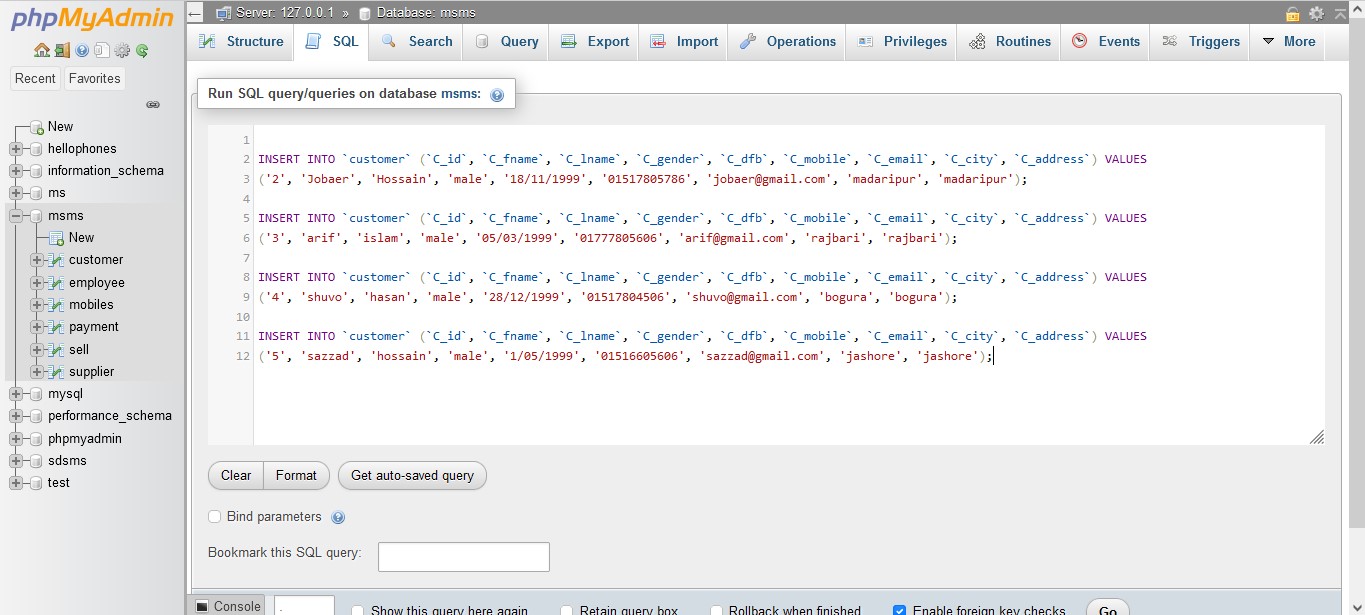 phpMyAdmin
Recent Favorites
New
hellophones
information_schema
ms
msms
New
customer
employee
mobiles
payment
sell
supplier
mysql
performance_schema
phpmyadmin
sdsms
test
Server: 127.0.0.1 » Database: msms
Structure SQL Search Query Export Import Operations Privileges Routines Events Triggers More
Run SQL query/queries on database msms:
1
2 INSERT INTO `customer` (`C_id`, `C_fname`, `C_lname`, `C_gender`, `C_dfb`, `C_mobile`, `C_email`, `C_city`, `C_address`) VALUES
3 ('2', 'Jobaer', 'Hossain', 'male', '18/11/1999', '01517805786', 'jobaer@gmail.com', 'madaripur', 'madaripur');
4
5 INSERT INTO `customer` (`C_id`, `C_fname`, `C_lname`, `C_gender`, `C_dfb`, `C_mobile`, `C_email`, `C_city`, `C_address`) VALUES
6 ('3', 'arif', 'islam', 'male', '05/03/1999', '01777805606', 'arif@gmail.com', 'rajbari', 'rajbari');
7
8 INSERT INTO `customer` (`C_id`, `C_fname`, `C_lname`, `C_gender`, `C_dfb`, `C_mobile`, `C_email`, `C_city`, `C_address`) VALUES
9 ('4', 'shuvo', 'hasan', 'male', '28/12/1999', '01517804506', 'shuvo@gmail.com', 'bogura', 'bogura');
10
11 INSERT INTO `customer` (`C_id`, `C_fname`, `C_lname`, `C_gender`, `C_dfb`, `C_mobile`, `C_email`, `C_city`, `C_address`) VALUES
12 ('5', 'sazzad', 'hossain', 'male', '1/05/1999', '01516605606', 'sazzad@gmail.com', 'jashore', 'jashore');
Clear Format Get auto-saved query
Bind parameters
Bookmark this SQL query:
Console Show this query here again Retain query box Rollback when finished Enable foreign key checks Go